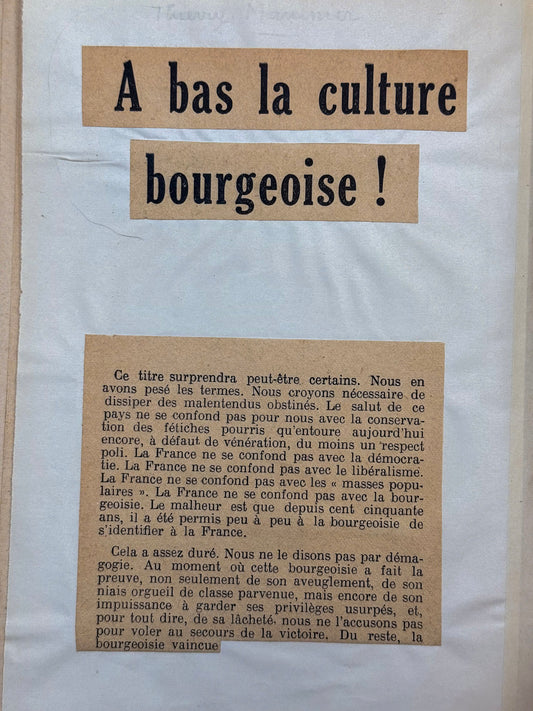 Thierry Maulnier
A bas la culture
bourgeoise !
Ce titre surprendra peut-être certains. Nous en
avons pesé les termes. Nous croyons nécessaire de
dissiper des malentendus obstinés. Le salut de ce
pays ne se confond pas pour nous avec la conserva-
tion des fétiches pourris qu'entoure aujourd'hui
encore, à défaut de vénération, du moins un respect
poli. La France ne se confond pas avec la démocra-
tie. La France ne se confond pas avec le libéralisme.
La France ne se confond pas avec les « masses popu-
laires ». La France ne se confond pas avec la bour-
geoisie. Le malheur est que depuis cent cinquante
ans, il a été permis peu à peu à la bourgeoisie de
s'identifier à la France.
Cela a assez duré. Nous ne le disons pas par déma-
gogie. Au moment où cette bourgeoisie a fait la
preuve, non seulement de son aveuglement, de son
niais orgueil de classe parvenue, mais encore de son
impuissance à garder ses privilèges usurpés, et,
pour tout dire, de sa lâcheté, nous ne l'accusons pas
pour voler au secours de la victoire. Du reste, la
bourgeoisie vaincue